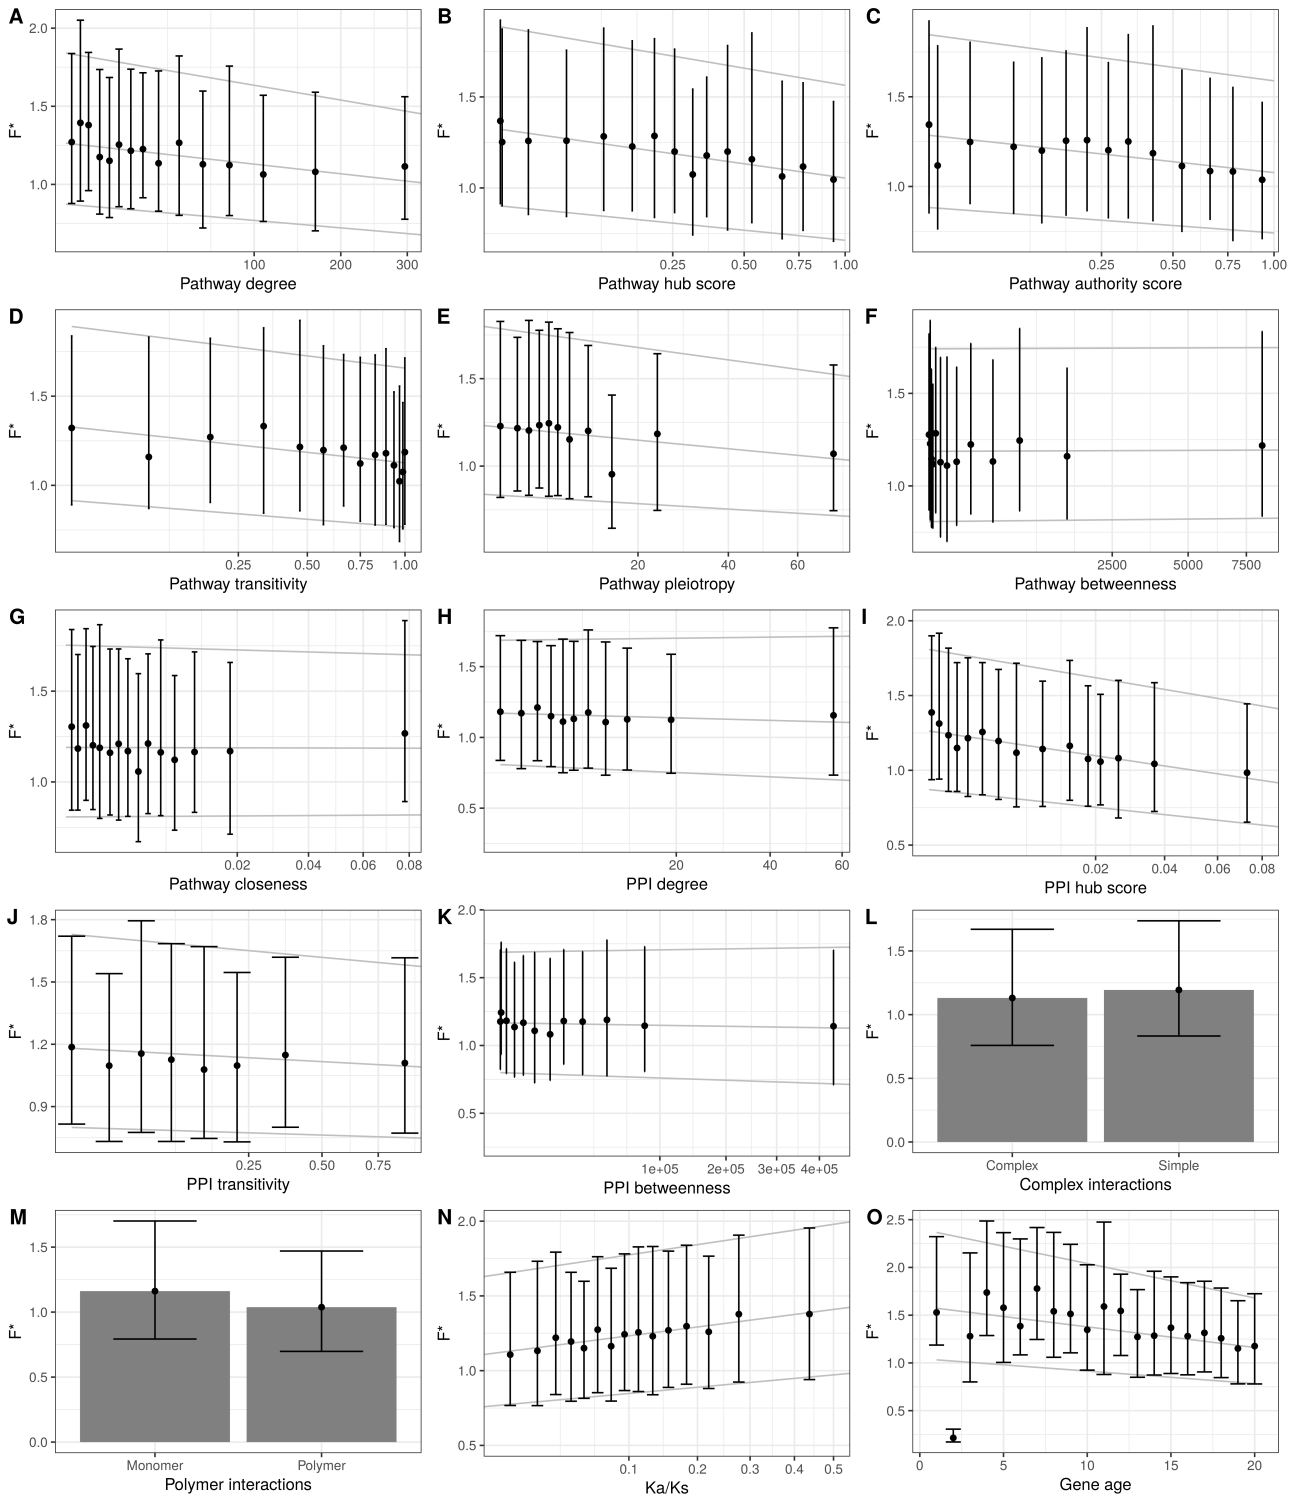 A
F*
2.0
1.5
1.0
100
200
300
Pathway degree
B
F*
1.5
1.0
0.25
0.50
0.75
1.00
Pathway hub score
C
F*
1.5
1.0
0.25
0.50
0.75
1.00
Pathway authority score
D
F*
1.5
1.0
0.25
0.50
0.75
1.00
Pathway transitivity
E
F*
1.5
1.0
20
40
60
Pathway pleiotropy
F
F*
1.5
1.0
2500
5000
7500
Pathway betweenness
G
F*
1.5
1.0
0.02
0.04
0.06
0.08
Pathway closeness
H
F*
1.5
1.0
0.5
20
40
60
PPI degree
I
F*
2.0
1.5
1.0
0.5
0.02
0.04
0.06
0.08
PPI hub score
J
F*
1.8
1.5
1.2
0.9
0.25
0.50
0.75
PPI transitivity
K
F*
2.0
1.5
1.0
0.5
1e+05
2e+05
3e+05
4e+05
PPI betweenness
L
F*
1.5
1.0
0.5
0.0
Complex
Simple
Complex interactions
M
F*
1.5
1.0
0.5
0.0
Monomer
Polymer
Polymer interactions
N
F*
2.0
1.5
1.0
0.5
0.1
0.2
0.3
0.4
0.5
Ka/Ks
O
F*
2.5
2.0
1.5
1.0
0.5
0
5
10
15
20
Gene age